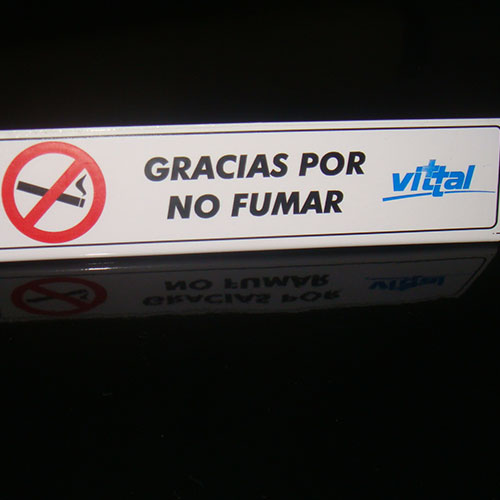 GRACIAS POR
NO FUMAR
vittal